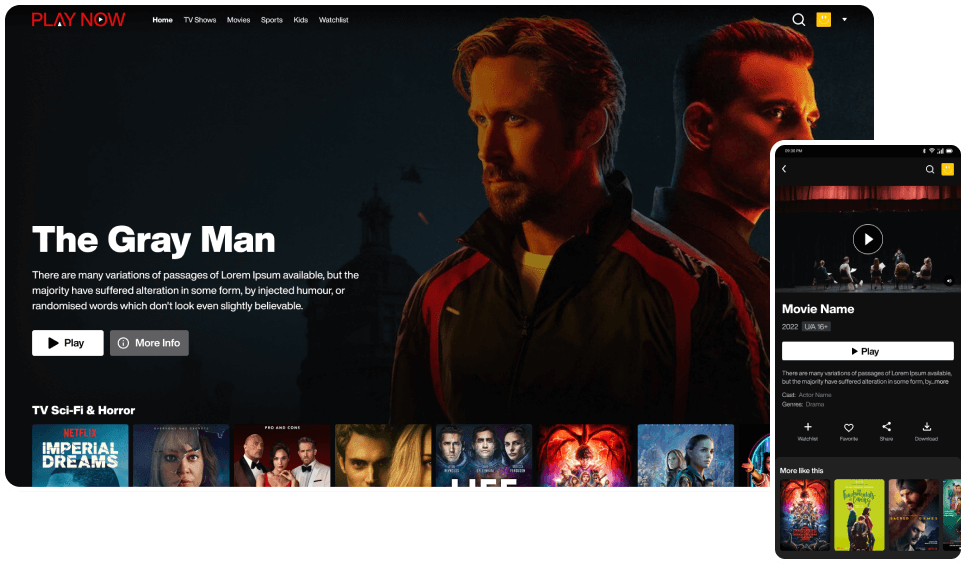 PLAY NOW
Home TV Shows Movies Sports Kids Watchlist
The Gray Man
There are many variations of passages of Lorem Ipsum available, but the
majority have suffered alteration in some form, by injected humour, or
randomised words which don't look even slightly believable.
Play More Info
TV Sci-Fi & Horror
NETFLIX
IMPERIAL
DREAMS
PRO AND CONS
LIFE
09:30 PM
Movie Name
2022 U/A 16+
Play
There are many variations of passages of Lorem Ipsum available,
but the majority have suffered alteration in some form, by...more
Cast: Actor Name
Genres: Drama
Watchlist Favorite Share Download
More like this
SACRED GAMES